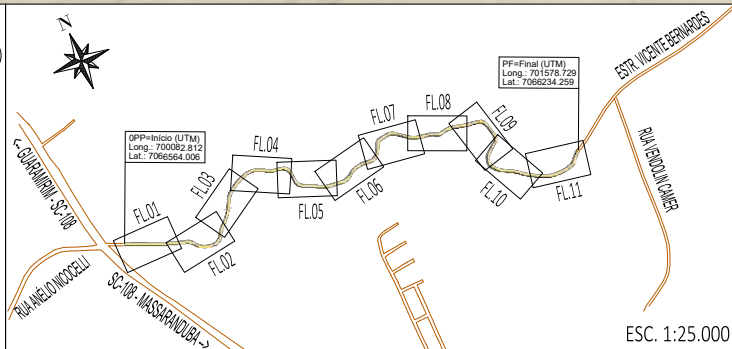 N
ESTR. VICENTE BERNARDES
PF=Final (UTM)
Long.: 701578.729
Lat.: 7066234.259
FL.07
FL.08
FL.09
<- GUARAMIRIM - SC-108
0PP=Início (UTM)
Long.: 700082.812
Lat.: 7066564.006
FL.04
FL.03
FL.05
FL.06
FL.10
FL.11
RUA VENDOLIN CAMER
FL.01
FL.02
RUA ANÉLIO NICOCELLI
SC-108 - MASSARANDUBA ->
ESC. 1:25.000